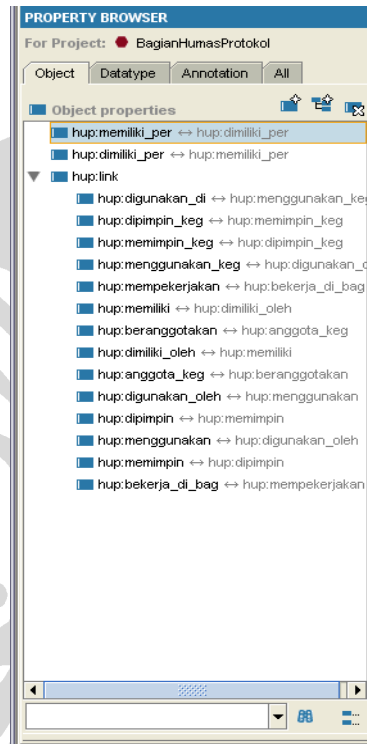 PROPERTY BROWSER
For Project: BagianHumasProtokol
Object Datatype Annotation All
Object properties
hup:memiliki_per ↔ hup:dimiliki_per
hup:dimiliki_per ↔ hup:memiliki_per
hup:link
hup:digunakan_di ↔ hup:menggunakan_keg
hup:dipimpin_keg ↔ hup:memimpin_keg
hup:memimpin_keg ↔ hup:dipimpin_keg
hup:menggunakan_keg ↔ hup:digunakan_d
hup:mempekerjakan ↔ hup:bekerja_di_bag
hup:memiliki ↔ hup:dimiliki_oleh
hup:beranggotakan ↔ hup:anggota_keg
hup:dimiliki_oleh ↔ hup:memiliki
hup:anggota_keg ↔ hup:beranggotakan
hup:digunakan_oleh ↔ hup:menggunakan
hup:dipimpin ↔ hup:memimpin
hup:menggunakan ↔ hup:digunakan_oleh
hup:memimpin ↔ hup:dipimpin
hup:bekerja_di_bag ↔ hup:mempekerjakan